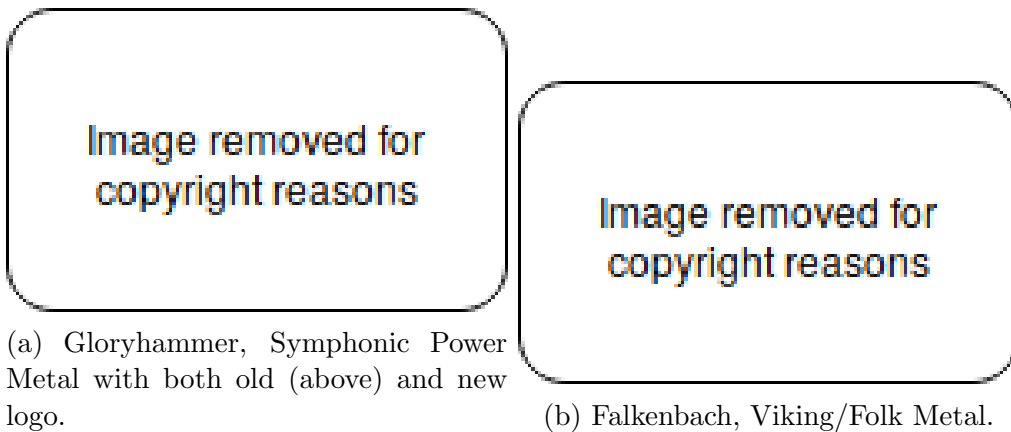 Image removed for
copyright reasons
(a) Gloryhammer, Symphonic Power
Metal with both old (above) and new
logo.
Image removed for
copyright reasons
(b) Falkenbach, Viking/Folk Metal.